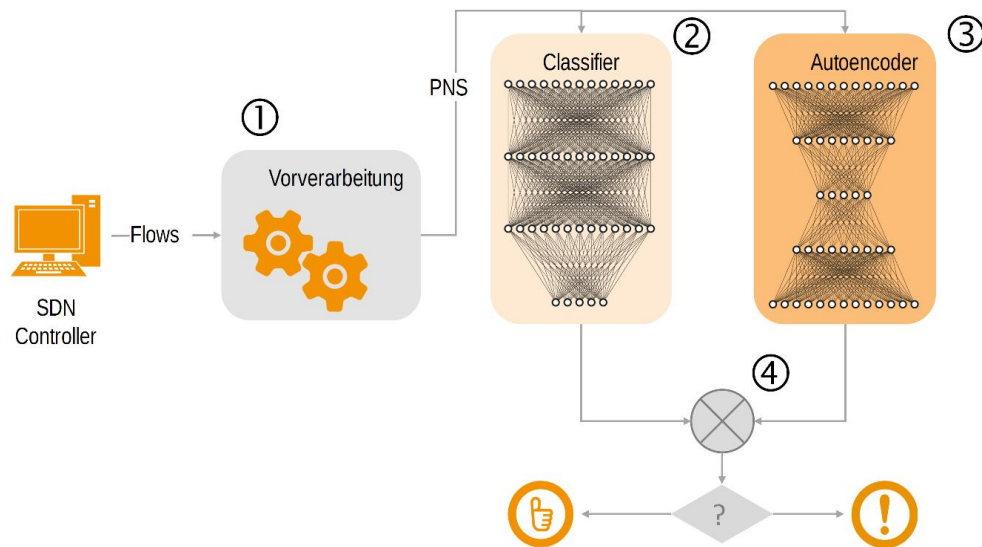 ①
②
③
Classifier
Autoencoder
PNS
Vorverarbeitung
Flows
SDN
Controller
④
?
!